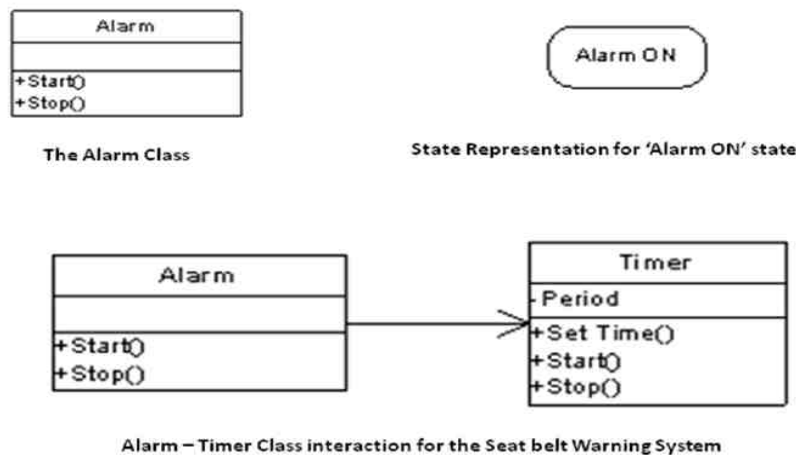 Alarm
+Start()
+Stop()
The Alarm Class
Alarm ON
State Representation for ‘Alarm ON’ state
Alarm
+Start()
+Stop()
Timer
- Period
+Set Time()
+Start()
+Stop()
Alarm – Timer Class interaction for the Seat belt Warning System